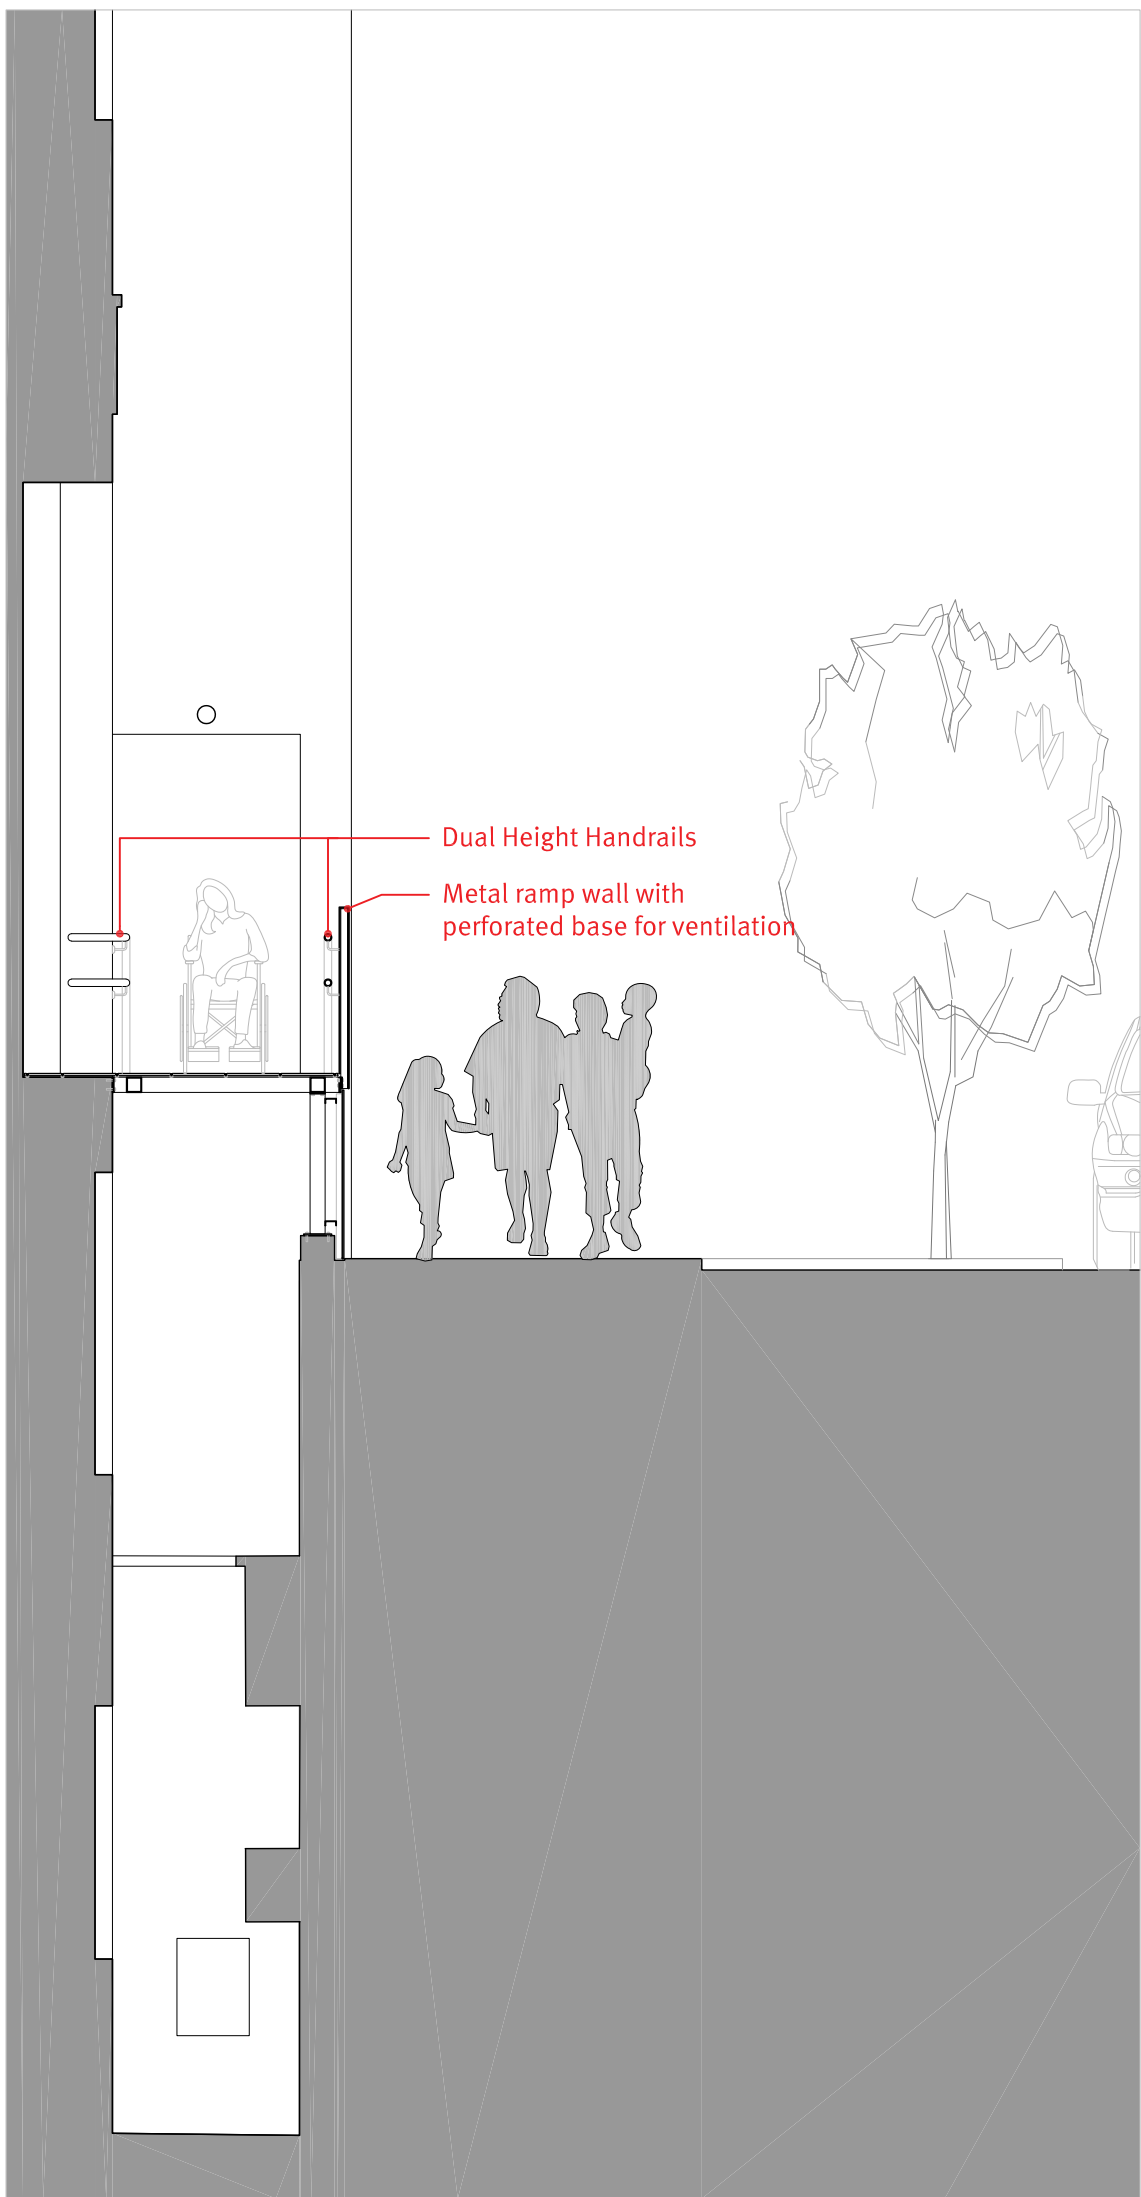 Dual Height Handrails
Metal ramp wall with
perforated base for ventilation